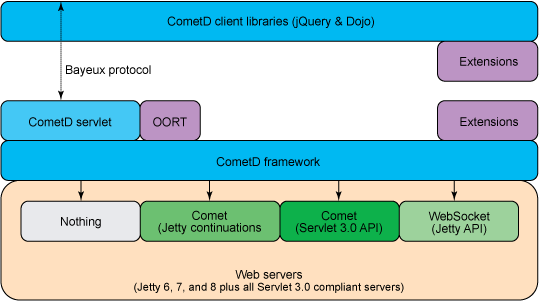 CometD client libraries (jQuery & Dojo)
Extensions
Bayeux protocol
CometD servlet
OORT
Extensions
CometD framework
Nothing
Comet
(Jetty continuations
Comet
(Servlet 3.0 API)
WebSocket
(Jetty API)
Web servers
(Jetty 6, 7, and 8 plus all Servlet 3.0 compliant servers)